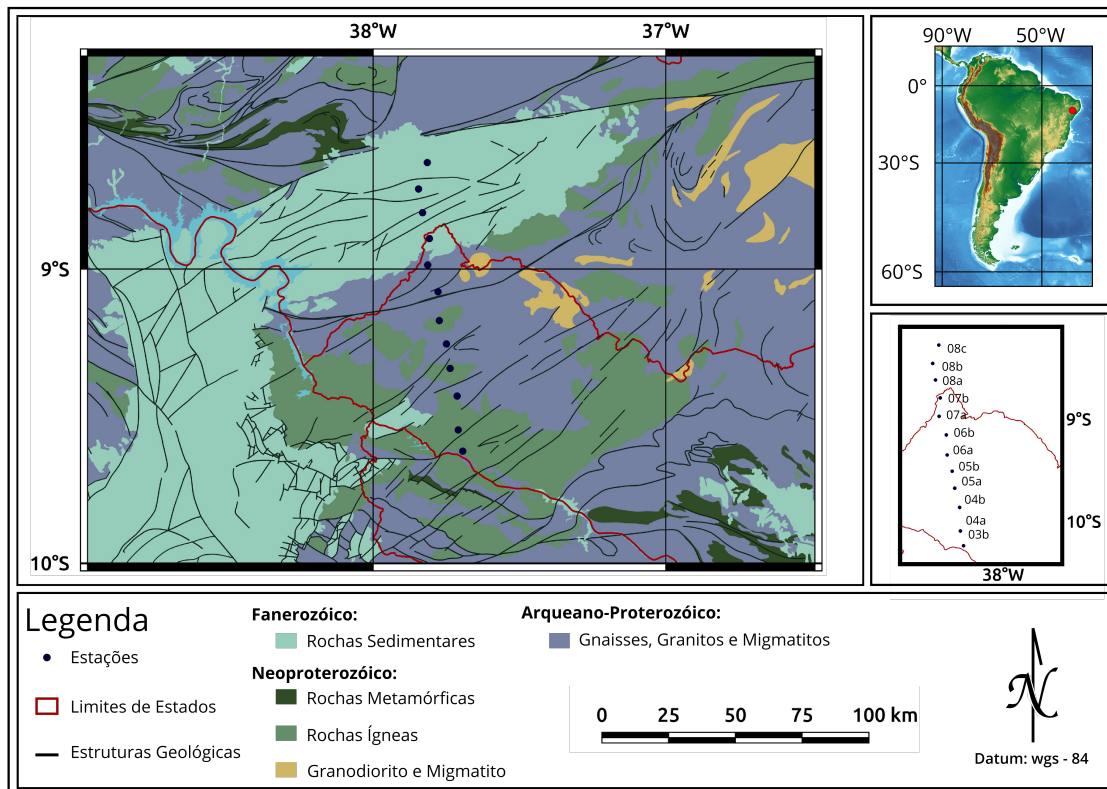 38°W 37°W
9°S
10°S
90°W 50°W
0°
30°S
60°S
08c
08b
08a
07b
07a
06b
06a
05b
05a
04b
04a
03b
9°S
10°S
38°W
Legenda
Estações
Limites de Estados
Estruturas Geológicas
Fanerozóico:
Rochas Sedimentares
Neoproterozóico:
Rochas Metamórficas
Rochas Ígneas
Granodiorito e Migmatito
Arqueano-Proterozóico:
Gnaisses, Granitos e Migmatitos
0 25 50 75 100 km
N
Datum: wgs - 84